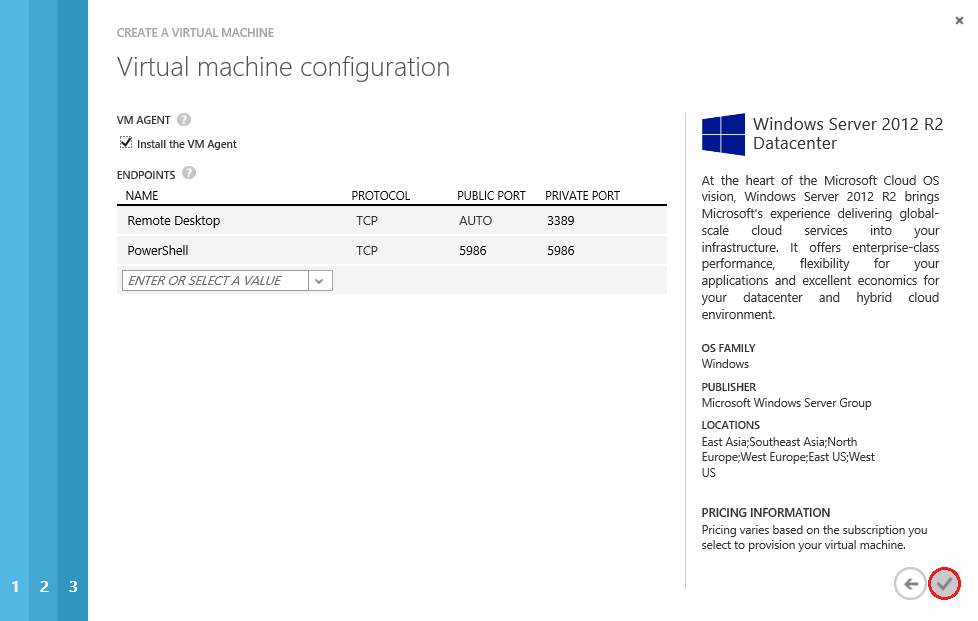 ×
CREATE A VIRTUAL MACHINE
Virtual machine configuration
VM AGENT ?
Install the VM Agent
ENDPOINTS ?
NAME PROTOCOL PUBLIC PORT PRIVATE PORT
Remote Desktop TCP AUTO 3389
PowerShell TCP 5986 5986
ENTER OR SELECT A VALUE
Windows Server 2012 R2
Datacenter
At the heart of the Microsoft Cloud OS
vision, Windows Server 2012 R2 brings
Microsoft's experience delivering global-
scale cloud services into your
infrastructure. It offers enterprise-class
performance, flexibility for your
applications and excellent economics for
your datacenter and hybrid cloud
environment.
OS FAMILY
Windows
PUBLISHER
Microsoft Windows Server Group
LOCATIONS
East Asia;Southeast Asia;North
Europe;West Europe;East US;West
US
PRICING INFORMATION
Pricing varies based on the subscription you
select to provision your virtual machine.
1 2 3